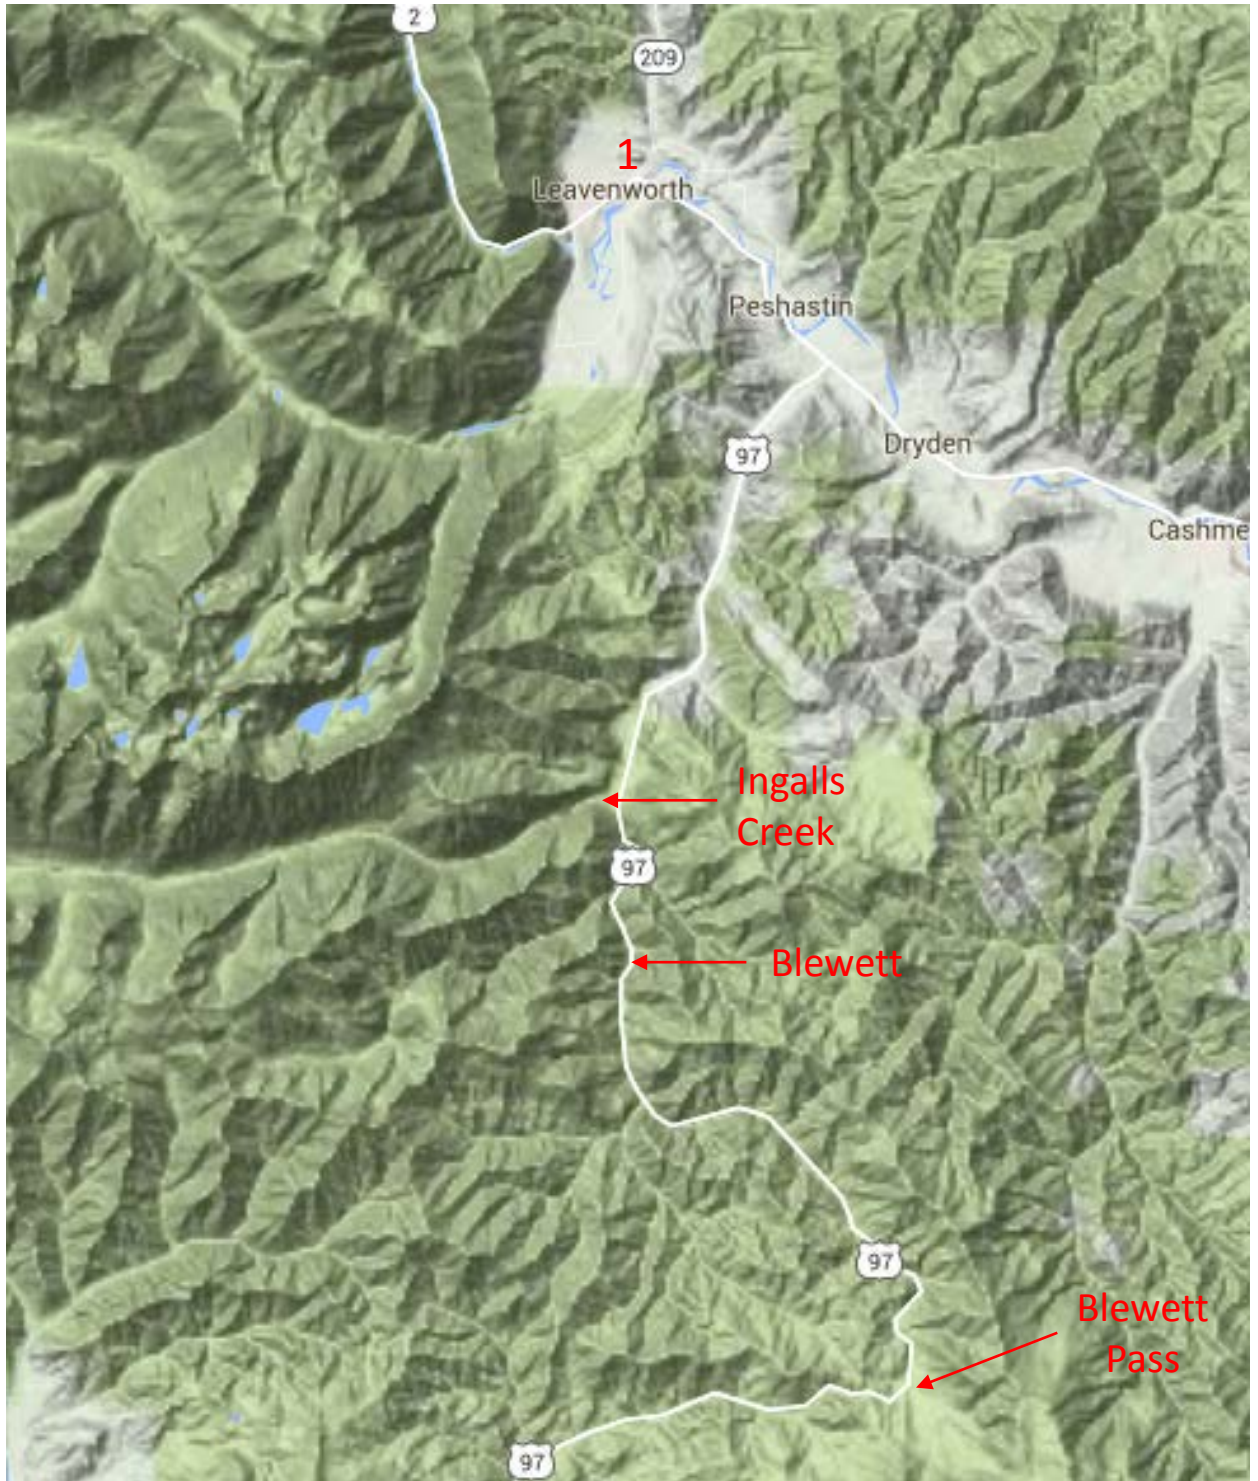 2
209
1
Leavenworth
Peshastin
Dryden
97
Cashme
Ingalls
Creek
97
Blewett
97
Blewett
Pass
97